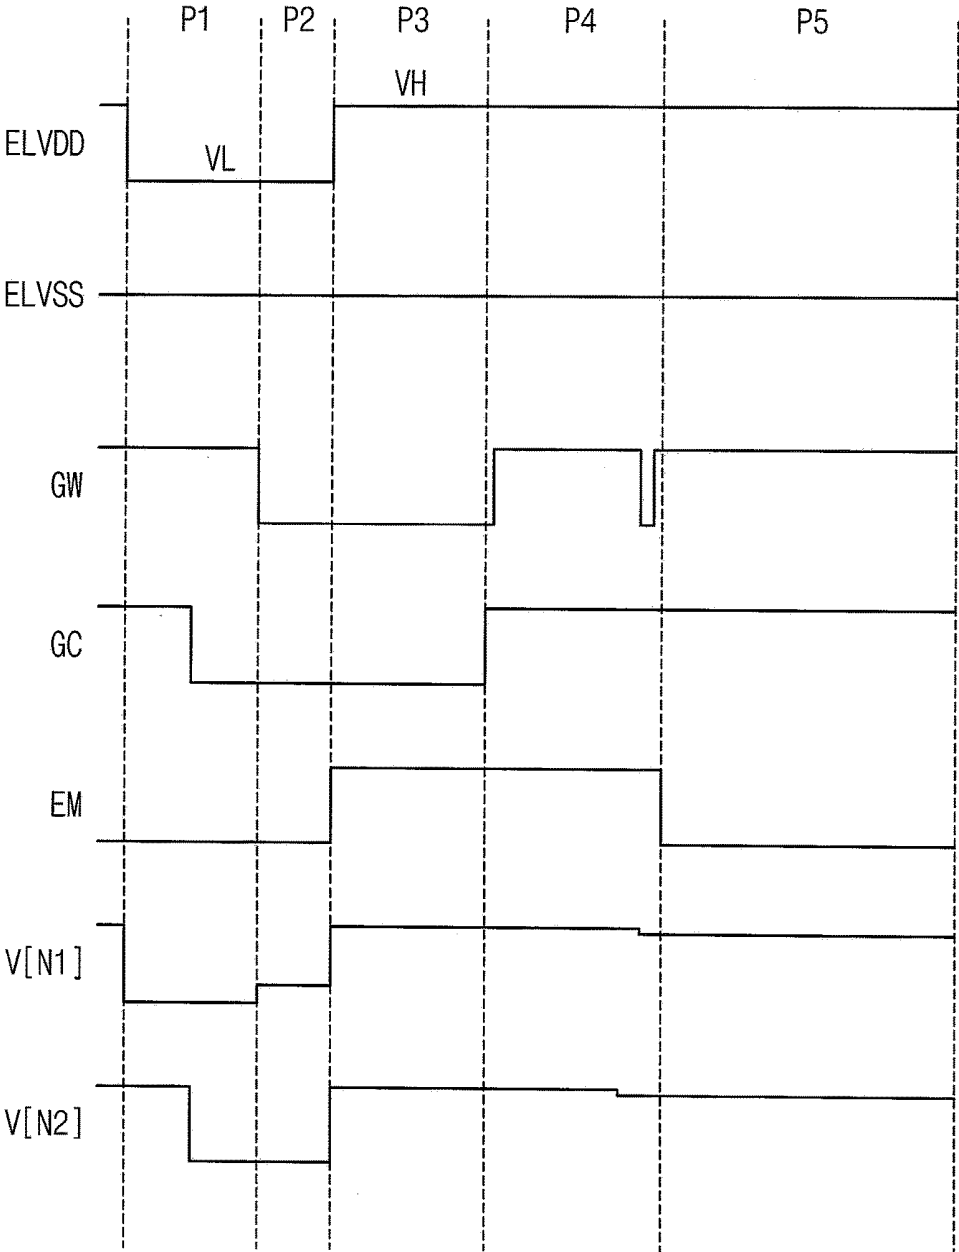 P1 P2 P3 P4 P5
VH
ELVDD
VL
ELVSS
GW
GC
EM
V[N1]
V[N2]